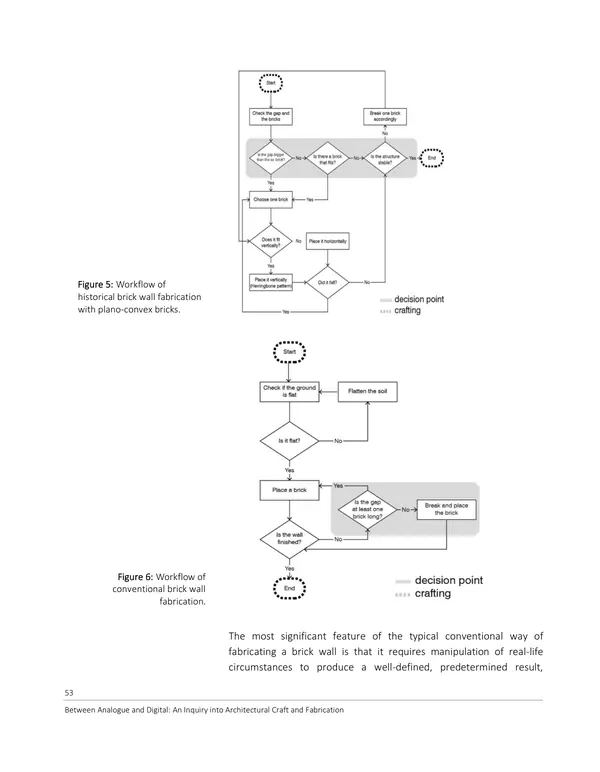 Start
Check the gap and
the bricks
Break one brick
accordingly
No
Is the gap bigger
than the ... brick?
No
Is there a brick
that fits?
No
Is the structure
stable?
Yes
End
Yes
Choose one brick
Yes
Does it fit
vertically?
No
Place it horizontally
Yes
Place it vertically
(Herringbone pattern)
Did it fall?
No
Yes
decision point
crafting
Figure 5: Workflow of
historical brick wall fabrication
with plano-convex bricks.
Start
Check if the ground
is flat
Flatten the soil
Is it flat?
No
Yes
Place a brick
Yes
Is the gap
at least one
brick long?
No
Break and place
the brick
Is the wall
finished?
No
Yes
End
decision point
crafting
Figure 6: Workflow of
conventional brick wall
fabrication.
The most significant feature of the typical conventional way of
fabricating a brick wall is that it requires manipulation of real-life
circumstances to produce a well-defined, predetermined result,
53
Between Analogue and Digital: An Inquiry into Architectural Craft and Fabrication